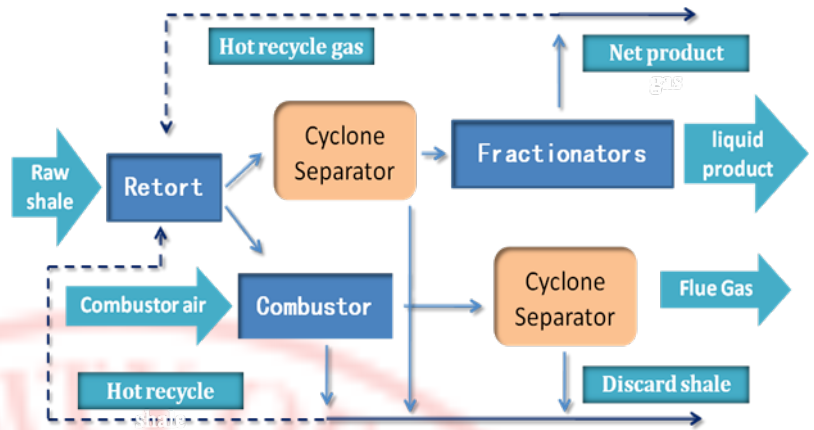 Hot recycle gas
Net product
gas
Cyclone
Separator
Fractionators
liquid
product
Raw
shale
Retort
Combustor air
Combustor
Cyclone
Separator
Flue Gas
Hot recycle
Discard shale